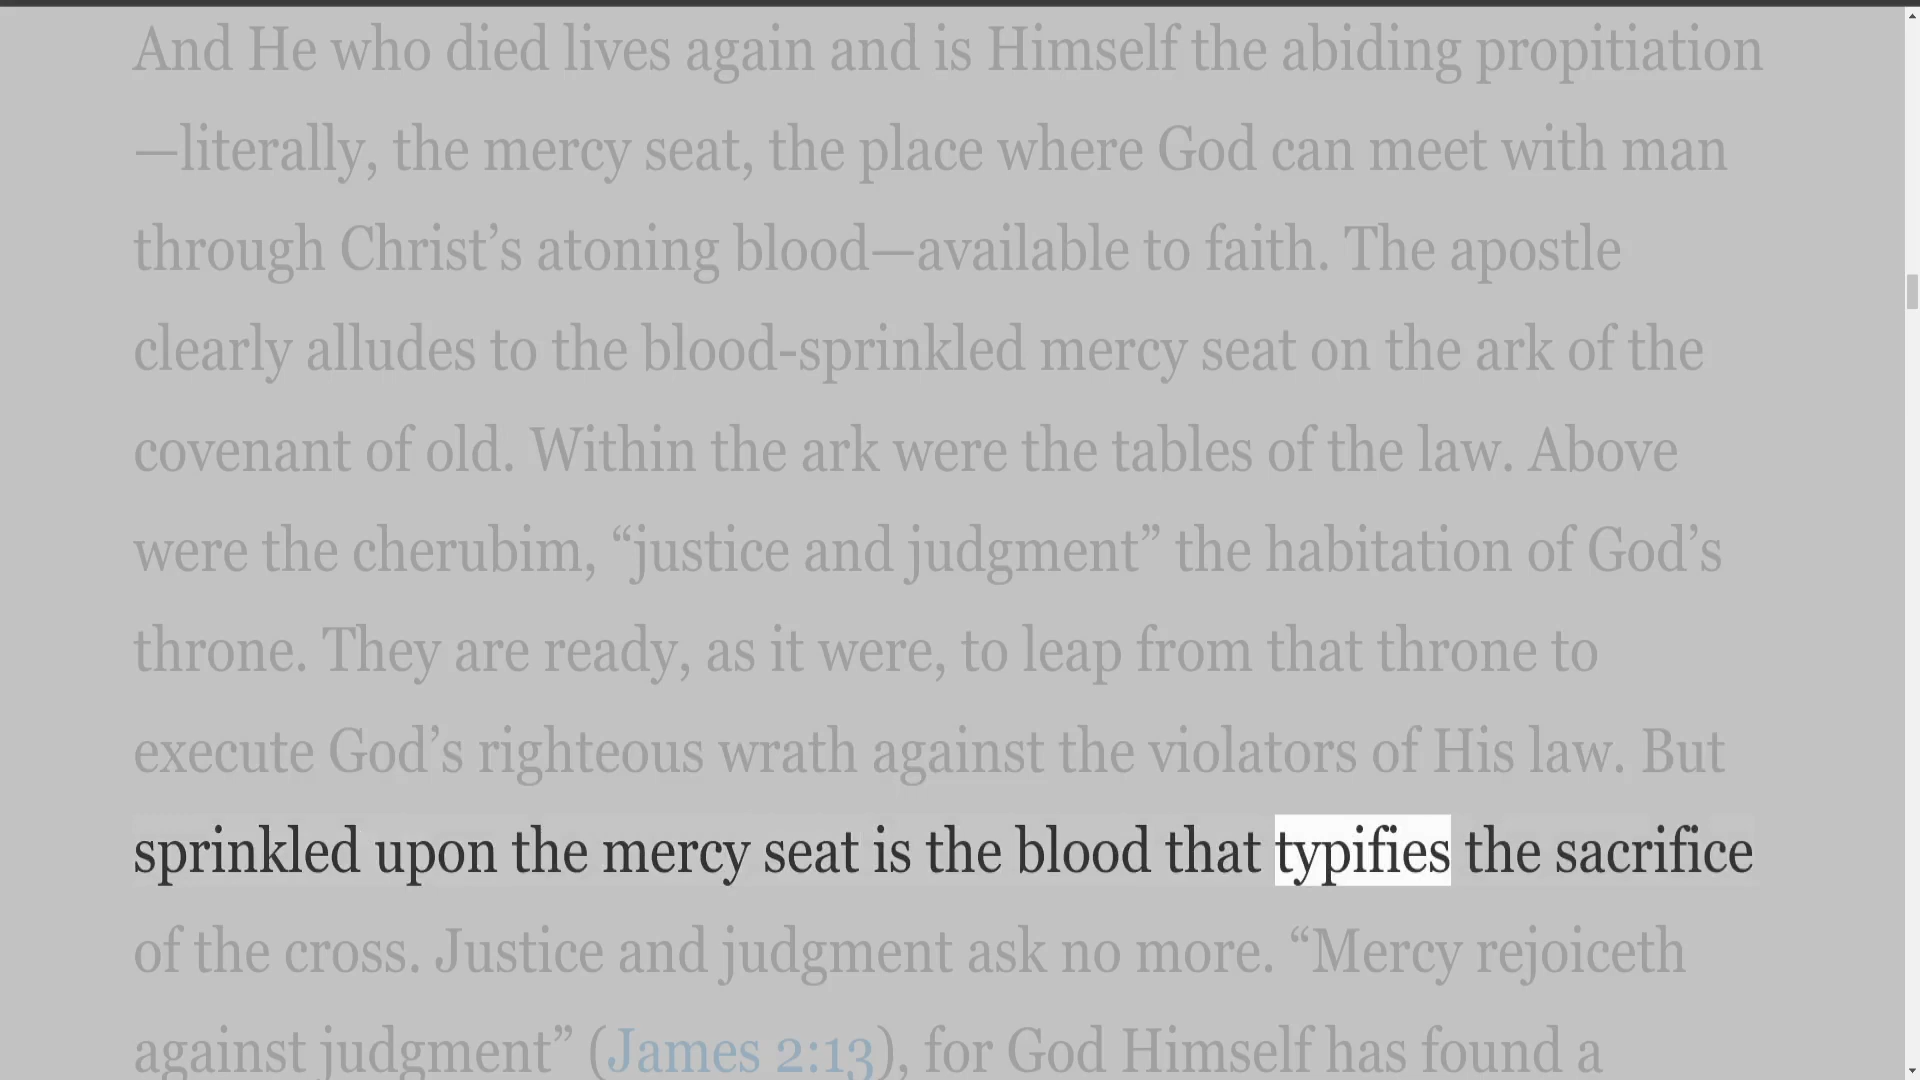 And He who died lives again and is Himself the abiding propitiation
—literally, the mercy seat, the place where God can meet with man
through Christ’s atoning blood—available to faith. The apostle
clearly alludes to the blood-sprinkled mercy seat on the ark of the
covenant of old. Within the ark were the tables of the law. Above
were the cherubim, “justice and judgment” the habitation of God’s
throne. They are ready, as it were, to leap from that throne to
execute God’s righteous wrath against the violators of His law. But
sprinkled upon the mercy seat is the blood that typifies the sacrifice
of the cross. Justice and judgment ask no more. “Mercy rejoiceth
against judgment” (James 2:13), for God Himself has found a